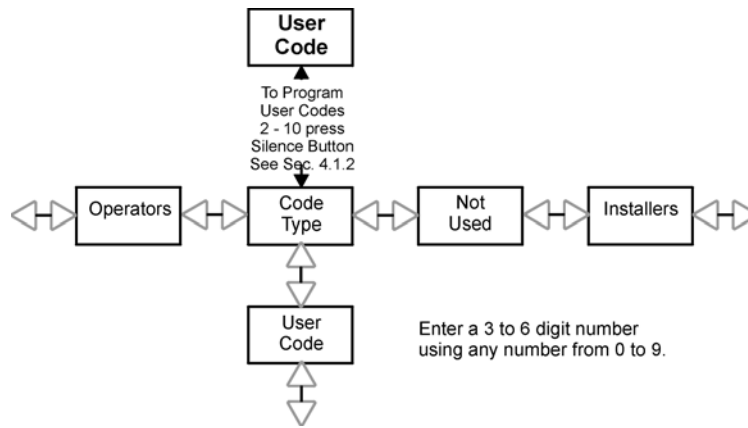 User
Code
To Program
User Codes
2 - 10 press
Silence Button
See Sec. 4.1.2
Operators
Code
Type
Not
Used
Installers
User
Code
Enter a 3 to 6 digit number
using any number from 0 to 9.